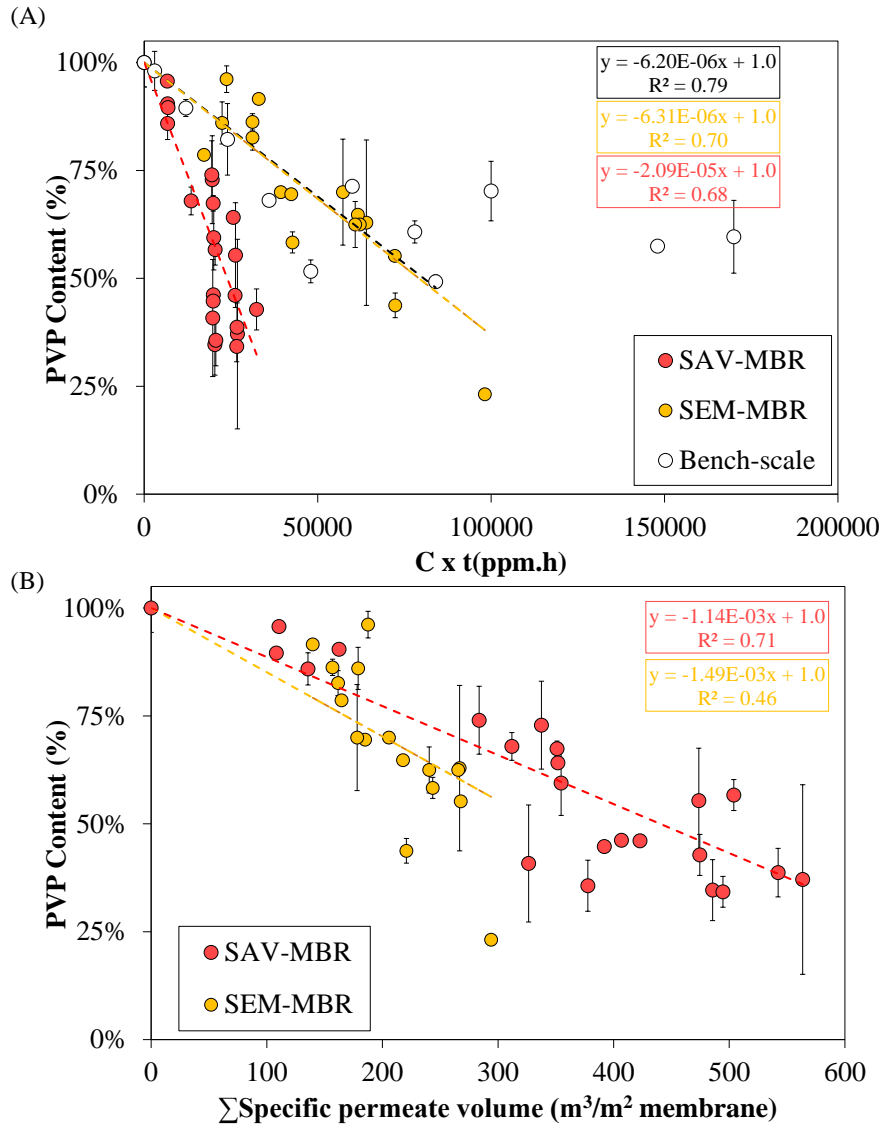 (A)
100%
75%
50%
25%
0%
PVP Content (%)
y = -6.20E-06x + 1.0
R² = 0.79
y = -6.31E-06x + 1.0
R² = 0.70
y = -2.09E-05x + 1.0
R² = 0.68
SAV-MBR
SEM-MBR
Bench-scale
0
50000
100000
150000
200000
C x t(ppm.h)
(B)
100%
75%
50%
25%
0%
PVP Content (%)
y = -1.14E-03x + 1.0
R² = 0.71
y = -1.49E-03x + 1.0
R² = 0.46
SAV-MBR
SEM-MBR
0
100
200
300
400
500
600
∑Specific permeate volume (m³/m² membrane)